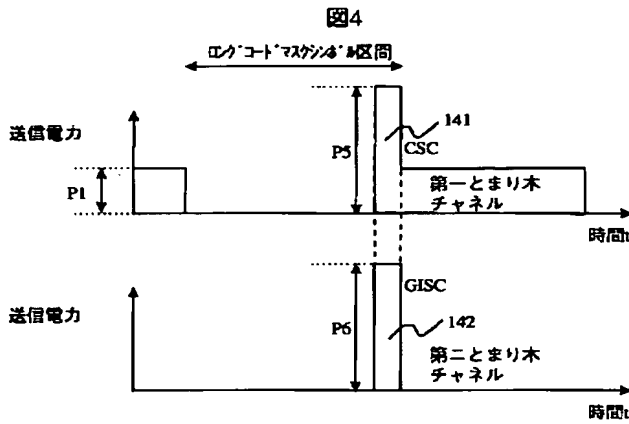 図4
ロングコードマスクシンボル区間
送信電力
P1
P5
141
CSC
第一とまり木
チャネル
時間t
送信電力
P6
GISC
142
第二とまり木
チャネル
時間t